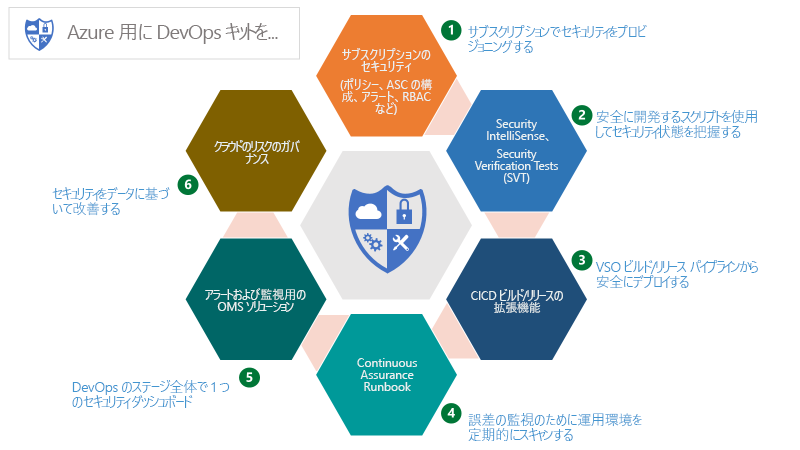 Azure 用に DevOps キットを...
サブスクリプションの
セキュリティ
(ポリシー、ASC の構
成、アラート、RBAC
など)
1
サブスクリプションでセキュリティをプロビ
ジョニングする
Security
IntelliSense、
Security
Verification Tests
(SVT)
2
安全に開発するスクリプトを使用
してセキュリティ状態を把握する
CICD ビルド/リリースの
拡張機能
3
VSO ビルド/リリース パイプラインから
安全にデプロイする
Continuous
Assurance
Runbook
4
誤差の監視のために運用環境を
定期的にスキャンする
アラートおよび監視用の
OMS ソリューション
5
DevOps のステージ全体で 1 つ
のセキュリティ ダッシュボード
クラウドのリスクのガバ
ナンス
6
セキュリティをデータに基づ
いて改善する